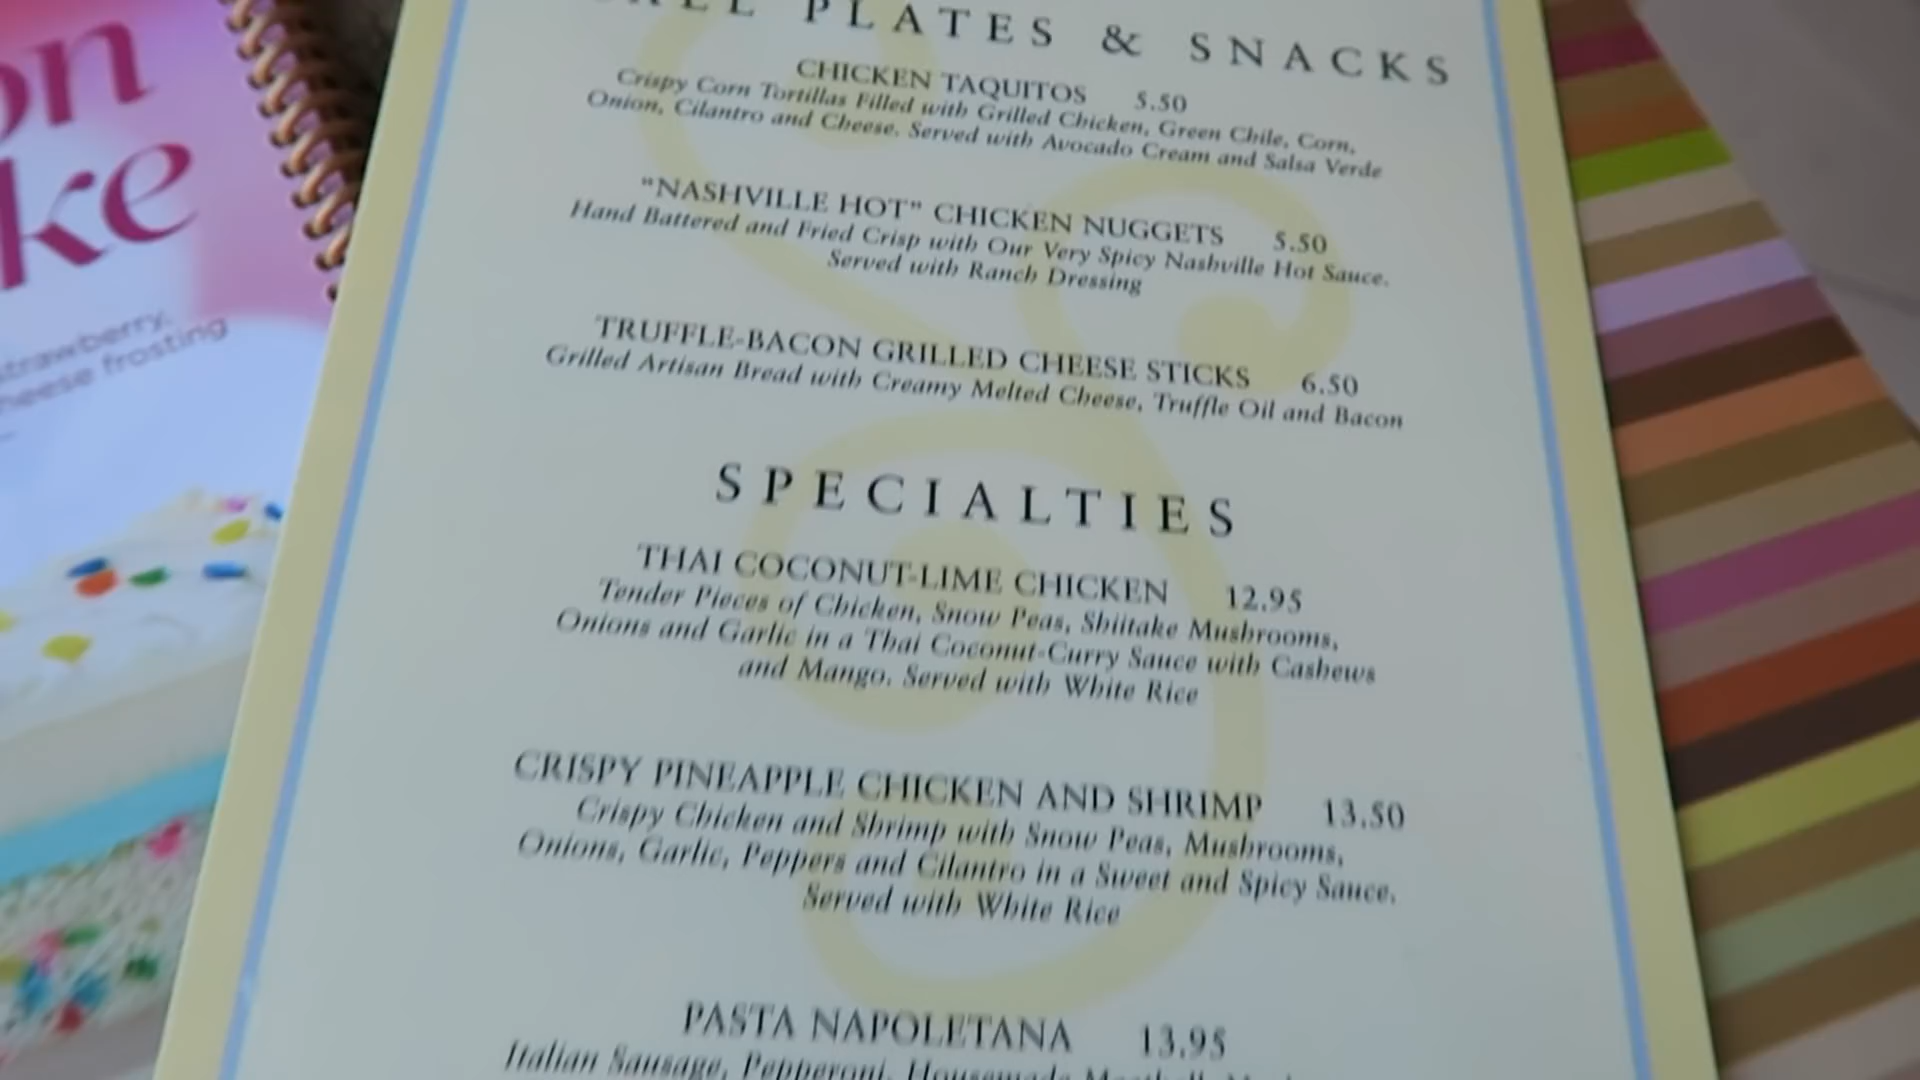 on
ke
strawberry,
cheese frosting
SMALL PLATES & SNACKS
CHICKEN TAQUITOS 5.50
Crispy Corn Tortillas Filled with Grilled Chicken, Green Chile, Corn,
Onion, Cilantro and Cheese. Served with Avocado Cream and Salsa Verde
"NASHVILLE HOT" CHICKEN NUGGETS 5.50
Hand Battered and Fried Crisp with Our Very Spicy Nashville Hot Sauce.
Served with Ranch Dressing
TRUFFLE-BACON GRILLED CHEESE STICKS 6.50
Grilled Artisan Bread with Creamy Melted Cheese, Truffle Oil and Bacon
SPECIALTIES
THAI COCONUT-LIME CHICKEN 12.95
Tender Pieces of Chicken, Snow Peas, Shiitake Mushrooms,
Onions and Garlic in a Thai Coconut-Curry Sauce with Cashews
and Mango. Served with White Rice
CRISPY PINEAPPLE CHICKEN AND SHRIMP 13.50
Crispy Chicken and Shrimp with Snow Peas, Mushrooms,
Onions, Garlic, Peppers and Cilantro in a Sweet and Spicy Sauce.
Served with White Rice
PASTA NAPOLETANA 13.95
Italian Sausage, Pepperoni, Housemade